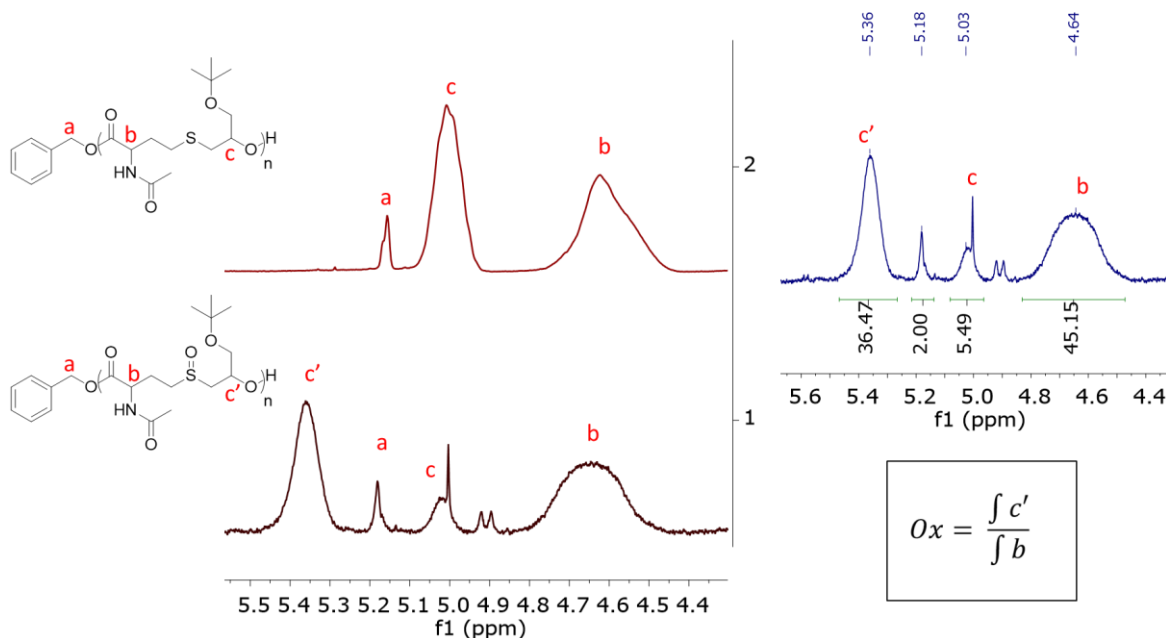 a
O
b
O
O
S
c
O
H
n
N
H
O
a
c
b
2
a
O
b
O
O
S
O
c'
O
H
n
N
H
O
c'
a
c
b
1
5.5 5.4 5.3 5.2 5.1 5.0 4.9 4.8 4.7 4.6 4.5 4.4
f1 (ppm)
5.36
5.18
5.03
4.64
c'
c
b
36.47
2.00
5.49
45.15
5.6 5.4 5.2 5.0 4.8 4.6 4.4
f1 (ppm)
Ox = ∫ c′ / ∫ b